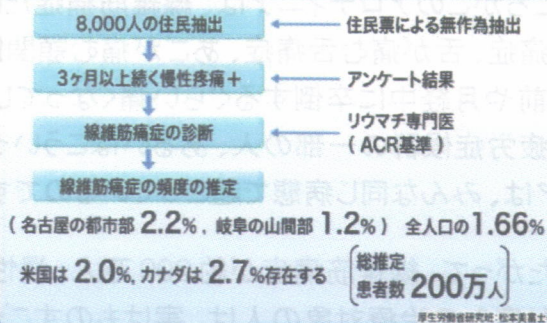 8,000人の住民抽出
住民票による無作為抽出
3ヶ月以上続く慢性疼痛＋
アンケート結果
線維筋痛症の診断
リウマチ専門医
（ACR基準）
線維筋痛症の頻度の推定
（名古屋の都市部 2.2%，岐阜の山間部 1.2%） 全人口の1.66%
米国は 2.0%, カナダは 2.7%存在する
総推定
患者数 200万人
厚生労働省研究班：松本美富士